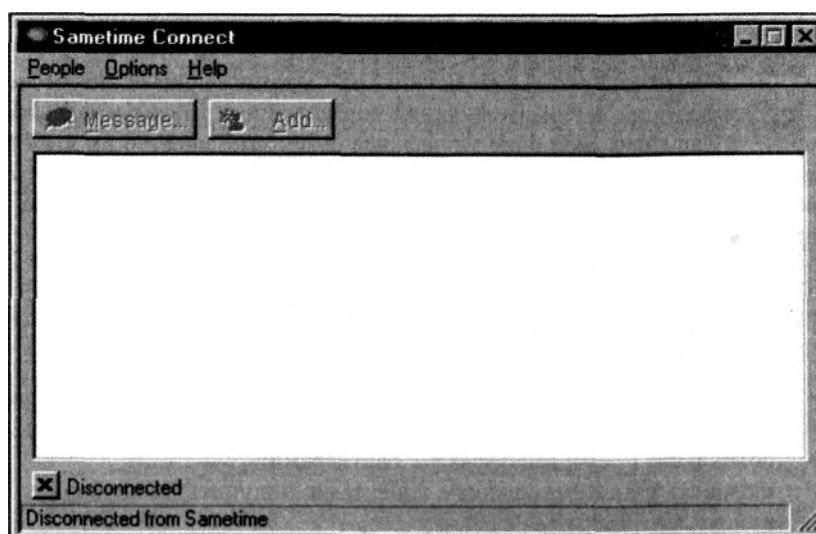 Sametime Connect
People Options Help
Message... Add...
Disconnected
Disconnected from Sametime